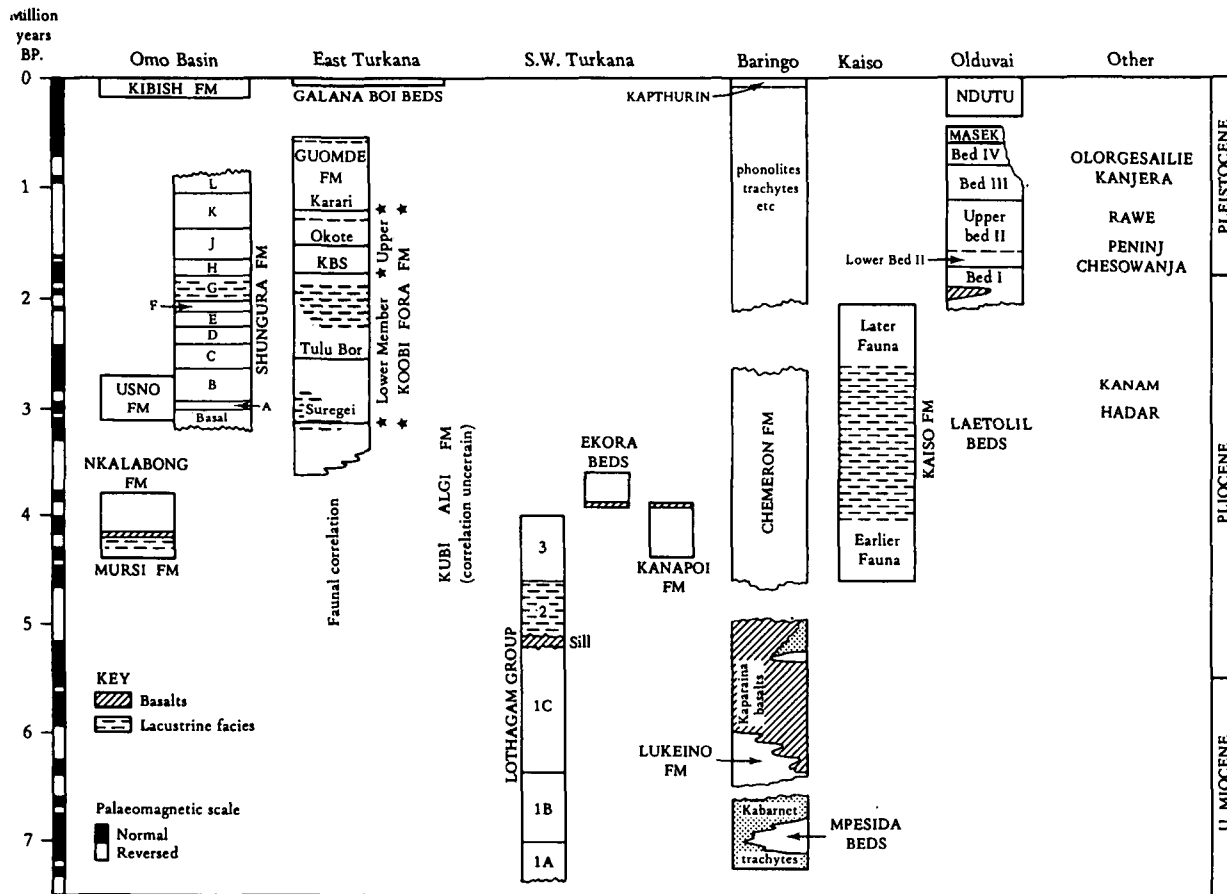 Million
years
BP.
Omo Basin
East Turkana
S.W. Turkana
Baringo
Kaiso
Olduvai
Other
0
1
2
3
4
5
6
7
KIBISH FM
L
K
J
H
G
F
E
D
C
B
A
Basal
SHUNGURA FM
USNO
FM
NKALABONG
FM
MURSI FM
GALANA BOI BEDS
GUOMDE
FM
Karari
Okote
KBS
Tulu Bor
Suregei
Upper
Lower Member
KOOBI FORA FM
Faunal correlation
KUBI ALGI FM
(correlation uncertain)
EKORA
BEDS
KANAPOI
FM
3
2
Sill
1C
1B
1A
LOTHAGAM GROUP
KAPTHURIN
phonolites
trachytes
etc
CHEMERON FM
Kaparaina
basalts
LUKEINO
FM
Kabarnet
trachytes
MPESIDA
BEDS
Later
Fauna
Earlier
Fauna
KAISO FM
NDUTU
MASEK
Bed IV
Bed III
Upper
bed II
Lower Bed II
Bed I
LAETOLIL
BEDS
OLORGESAILIE
KANJERA
RAWE
PENINJ
CHESOWANJA
KANAM
HADAR
PLEISTOCENE
PLIOCENE
U. MIOCENE
KEY
Basalts
Lacustrine facies
Palaeomagnetic scale
Normal
Reversed